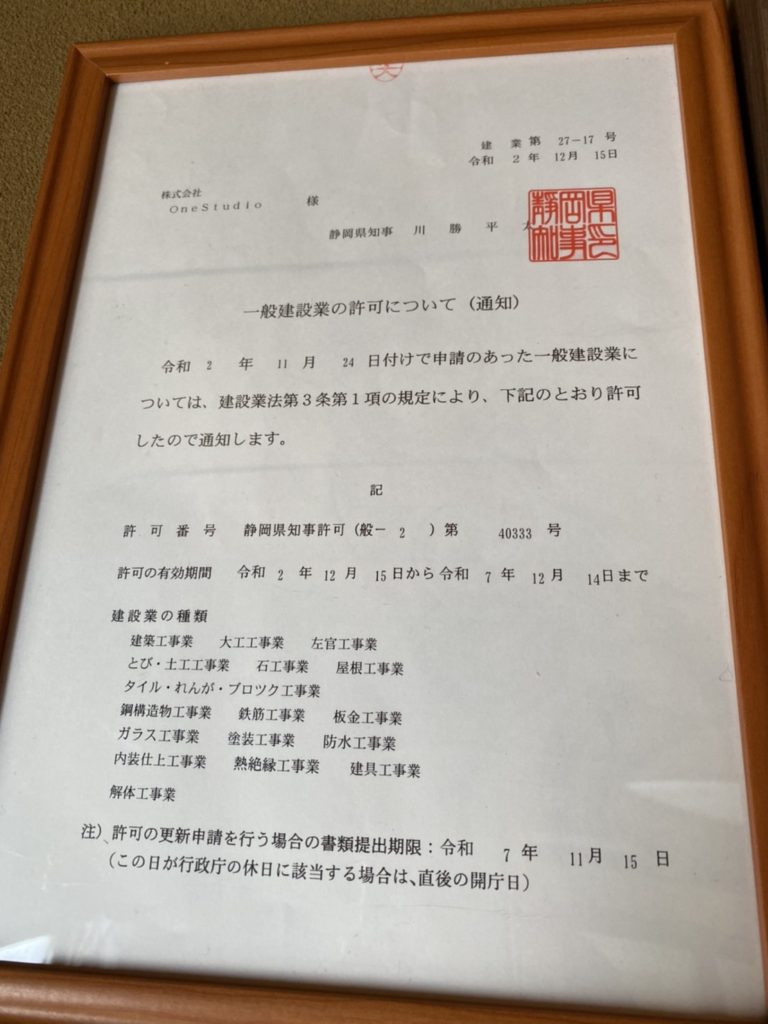 建業第 27-17 号
令和 2 年 12月 15日
株式会社
OneStudio 様
静岡県知事 川 勝 平 太
静岡県知事印
一般建設業の許可について（通知）
令和 2 年 11 月 24 日付けで申請のあった一般建設業に
ついては、建設業法第3条第1項の規定により、下記のとおり許可
したので通知します。
記
許可番号 静岡県知事許可（般－ 2 ）第 40333 号
許可の有効期間 令和 2 年 12 月 15日から令和 7 年 12月 14日まで
建設業の種類
建築工事業 大工工事業 左官工事業
とび・土工工事業 石工事業 屋根工事業
タイル・れんが・ブロツク工事業
鋼構造物工事業 鉄筋工事業 板金工事業
ガラス工事業 塗装工事業 防水工事業
内装仕上工事業 熱絶縁工事業 建具工事業
解体工事業
注）許可の更新申請を行う場合の書類提出期限：令和 7 年 11月 15 日
（この日が行政庁の休日に該当する場合は、直後の開庁日）